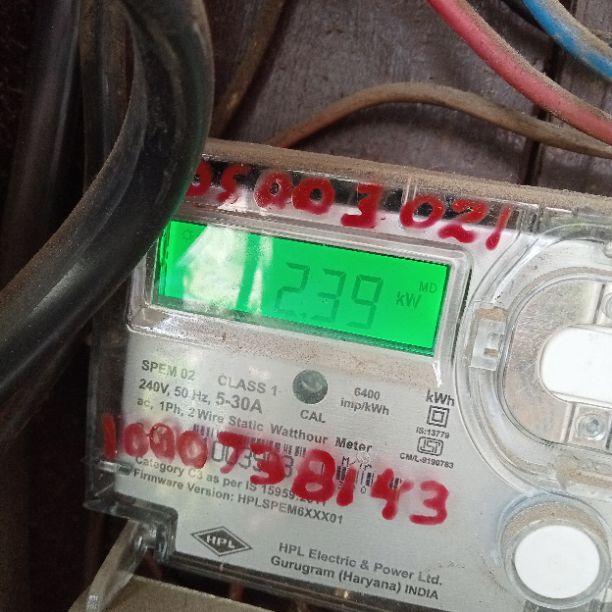 MD
2.39 kW
SPEM 02
CLASS 1
240V, 50 Hz, 5-30A
ac, 1Ph, 2 Wire Static Watthour Meter
CAL
6400
imp/kWh
kWh
IS:13779
CM/L-9190783
1000738143
Category C3 as per IS 15959:2011
Firmware Version: HPLSPEM6XXX01
HPL
HPL Electric & Power Ltd.
Gurugram (Haryana) INDIA